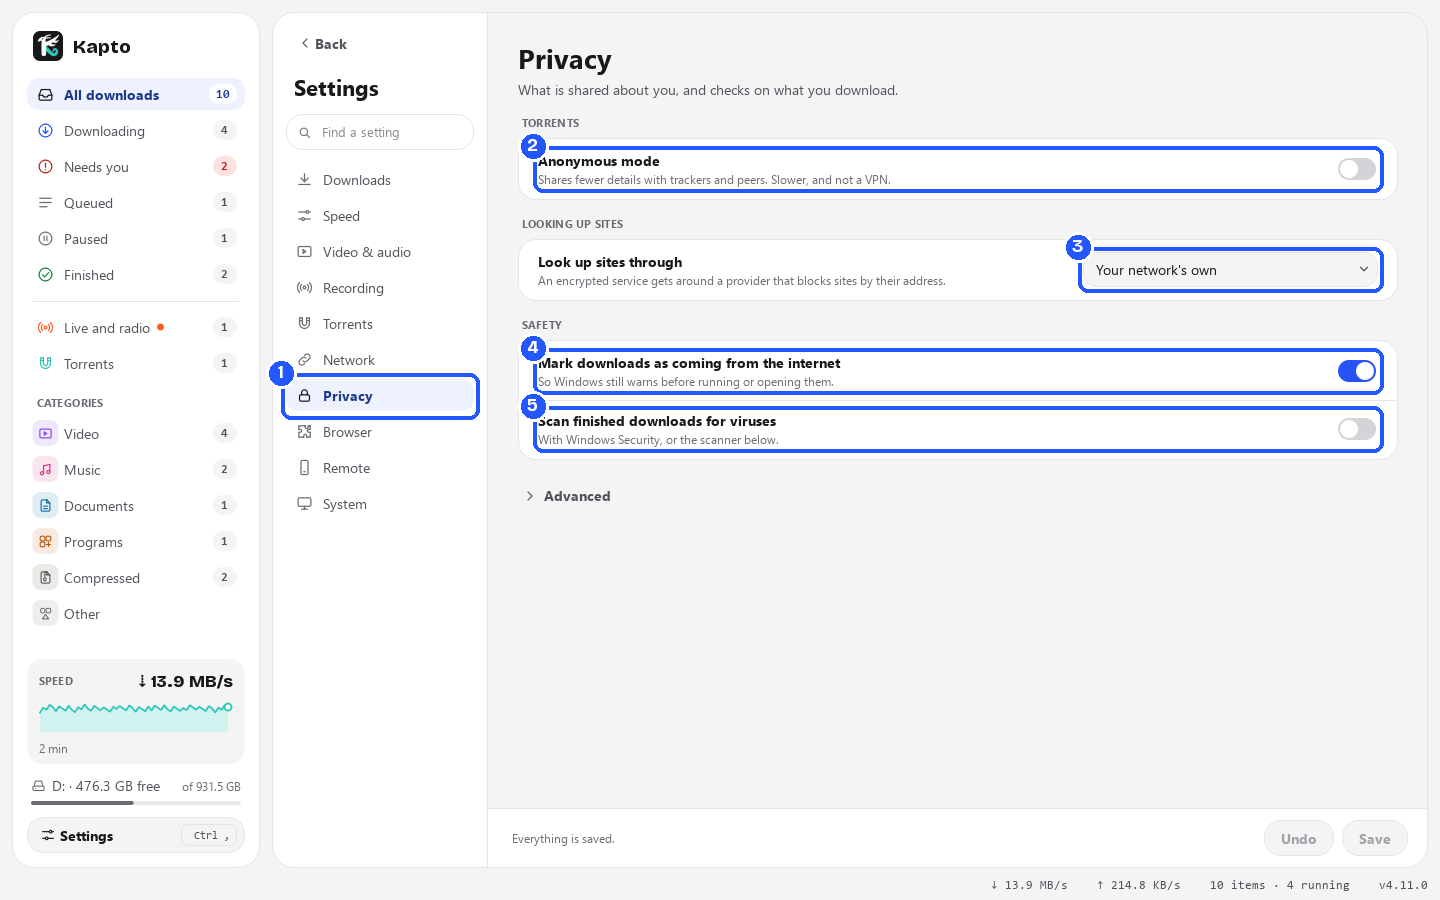 Kapto
All downloads 10
Downloading 4
Needs you 2
Queued 1
Paused 1
Finished 2
Live and radio 1
Torrents 1
CATEGORIES
Video 4
Music 2
Documents 1
Programs 1
Compressed 2
Other
SPEED ↓ 13.9 MB/s
2 min
D: · 476.3 GB free of 931.5 GB
Settings Ctrl ,
Back
Settings
Find a setting
Downloads
Speed
Video & audio
Recording
Torrents
Network
1
Privacy
Browser
Remote
System
Privacy
What is shared about you, and checks on what you download.
TORRENTS
2
Anonymous mode
Shares fewer details with trackers and peers. Slower, and not a VPN.
LOOKING UP SITES
3
Look up sites through
An encrypted service gets around a provider that blocks sites by their address.
Your network's own
SAFETY
4
Mark downloads as coming from the internet
So Windows still warns before running or opening them.
5
Scan finished downloads for viruses
With Windows Security, or the scanner below.
Advanced
Everything is saved.
Undo Save
↓ 13.9 MB/s ↑ 214.8 KB/s 10 items · 4 running v4.11.0